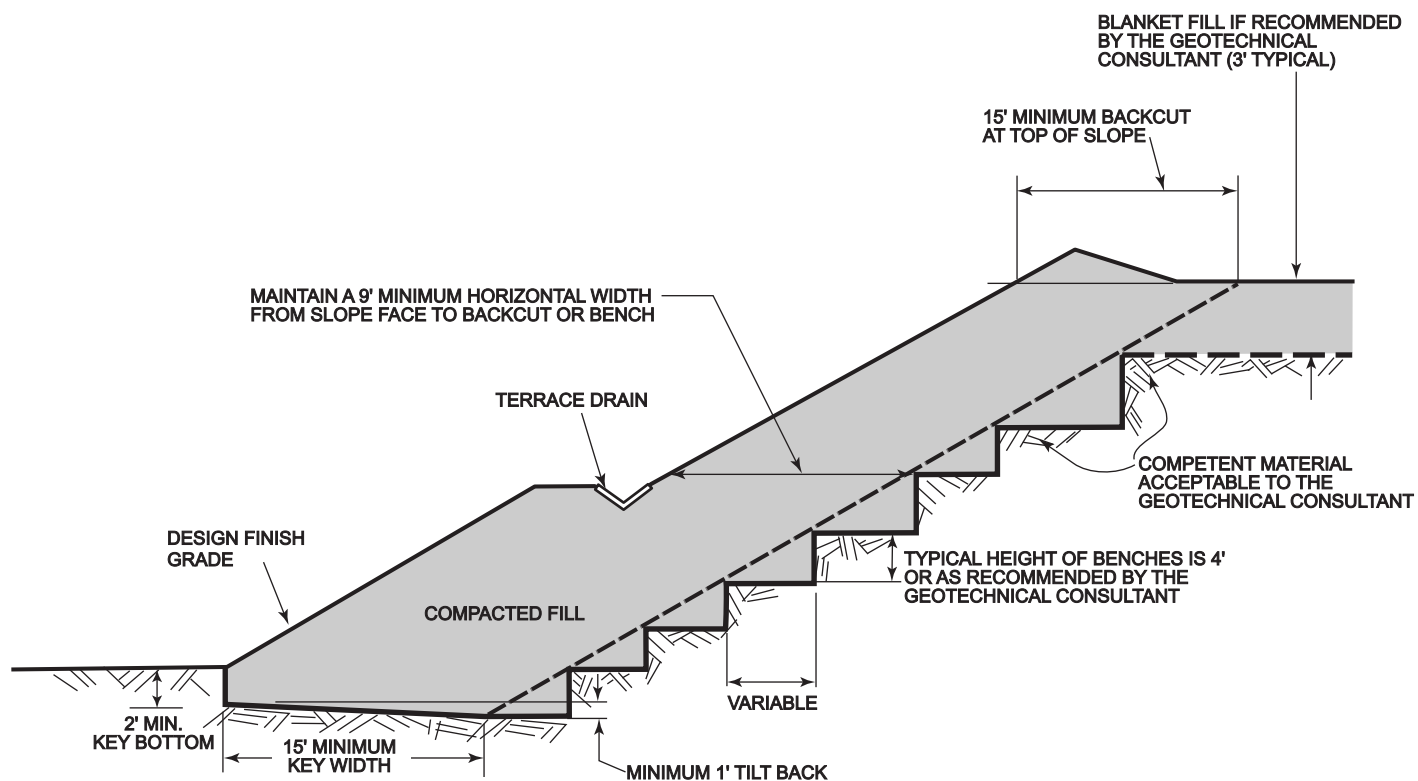 BLANKET FILL IF RECOMMENDED
BY THE GEOTECHNICAL
CONSULTANT (3' TYPICAL)
15' MINIMUM BACKCUT
AT TOP OF SLOPE
MAINTAIN A 9' MINIMUM HORIZONTAL WIDTH
FROM SLOPE FACE TO BACKCUT OR BENCH
TERRACE DRAIN
COMPETENT MATERIAL
ACCEPTABLE TO THE
GEOTECHNICAL CONSULTANT
DESIGN FINISH
GRADE
TYPICAL HEIGHT OF BENCHES IS 4'
OR AS RECOMMENDED BY THE
GEOTECHNICAL CONSULTANT
COMPACTED FILL
VARIABLE
2' MIN.
KEY BOTTOM
15' MINIMUM
KEY WIDTH
MINIMUM 1' TILT BACK